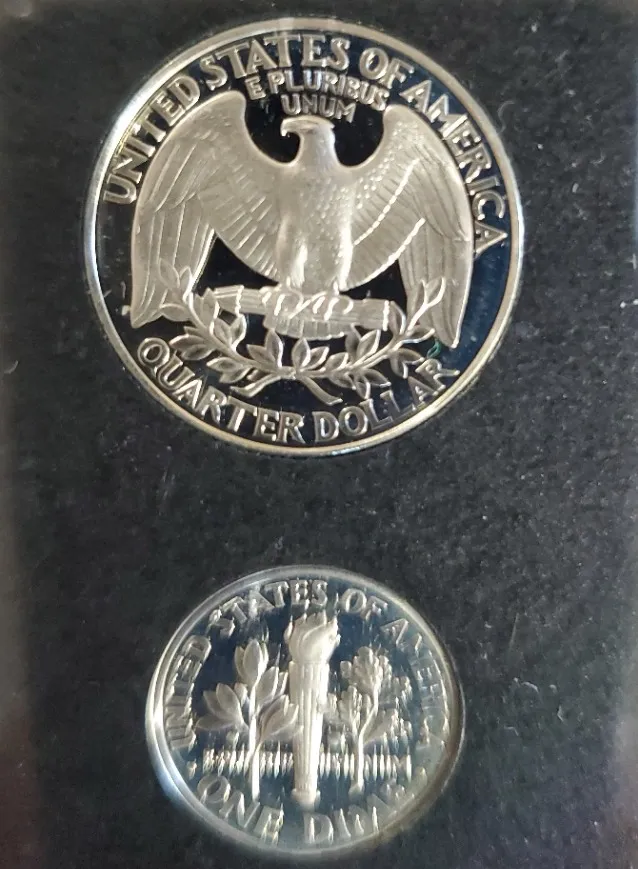 UNITED STATES OF AMERICA
E PLURIBUS
UNUM
QUARTER DOLLAR
UNITED STATES OF AMERICA
ONE DIME